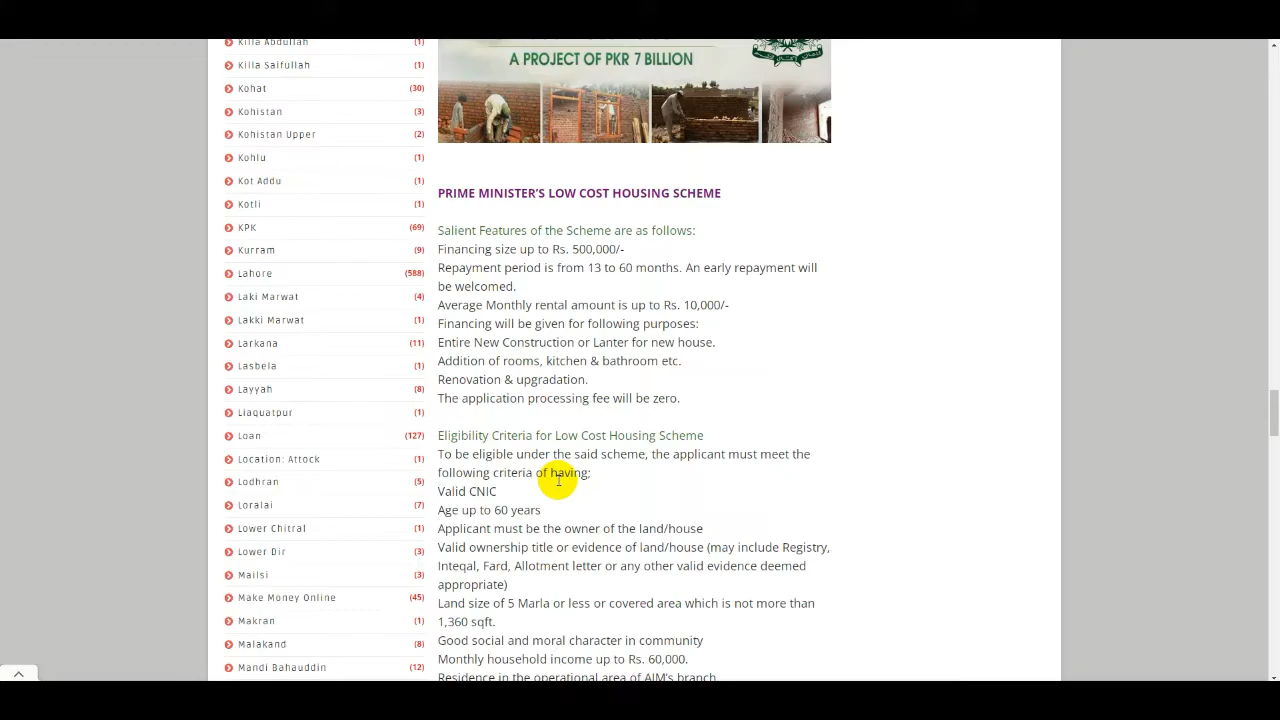 Killa Abdullah (1)
Killa Saifullah (1)
Kohat (30)
Kohistan (3)
Kohistan Upper (2)
Kohlu (1)
Kot Addu (1)
Kotli (1)
KPK (69)
Kurram (9)
Lahore (588)
Laki Marwat (4)
Lakki Marwat (1)
Larkana (11)
Lasbela (1)
Layyah (8)
Liaquatpur (1)
Loan (127)
Location: Attock (1)
Lodhran (5)
Loralai (7)
Lower Chitral (1)
Lower Dir (3)
Mailsi (3)
Make Money Online (45)
Makran (1)
Malakand (8)
Mandi Bahauddin (12)
A PROJECT OF PKR 7 BILLION
PRIME MINISTER'S LOW COST HOUSING SCHEME
Salient Features of the Scheme are as follows:
Financing size up to Rs. 500,000/-
Repayment period is from 13 to 60 months. An early repayment will
be welcomed.
Average Monthly rental amount is up to Rs. 10,000/-
Financing will be given for following purposes:
Entire New Construction or Lanter for new house.
Addition of rooms, kitchen & bathroom etc.
Renovation & upgradation.
The application processing fee will be zero.
Eligibility Criteria for Low Cost Housing Scheme
To be eligible under the said scheme, the applicant must meet the
following criteria of having;
Valid CNIC
Age up to 60 years
Applicant must be the owner of the land/house
Valid ownership title or evidence of land/house (may include Registry,
Inteqal, Fard, Allotment letter or any other valid evidence deemed
appropriate)
Land size of 5 Marla or less or covered area which is not more than
1,360 sqft.
Good social and moral character in community
Monthly household income up to Rs. 60,000.
Residence in the operational area of AIM's branch